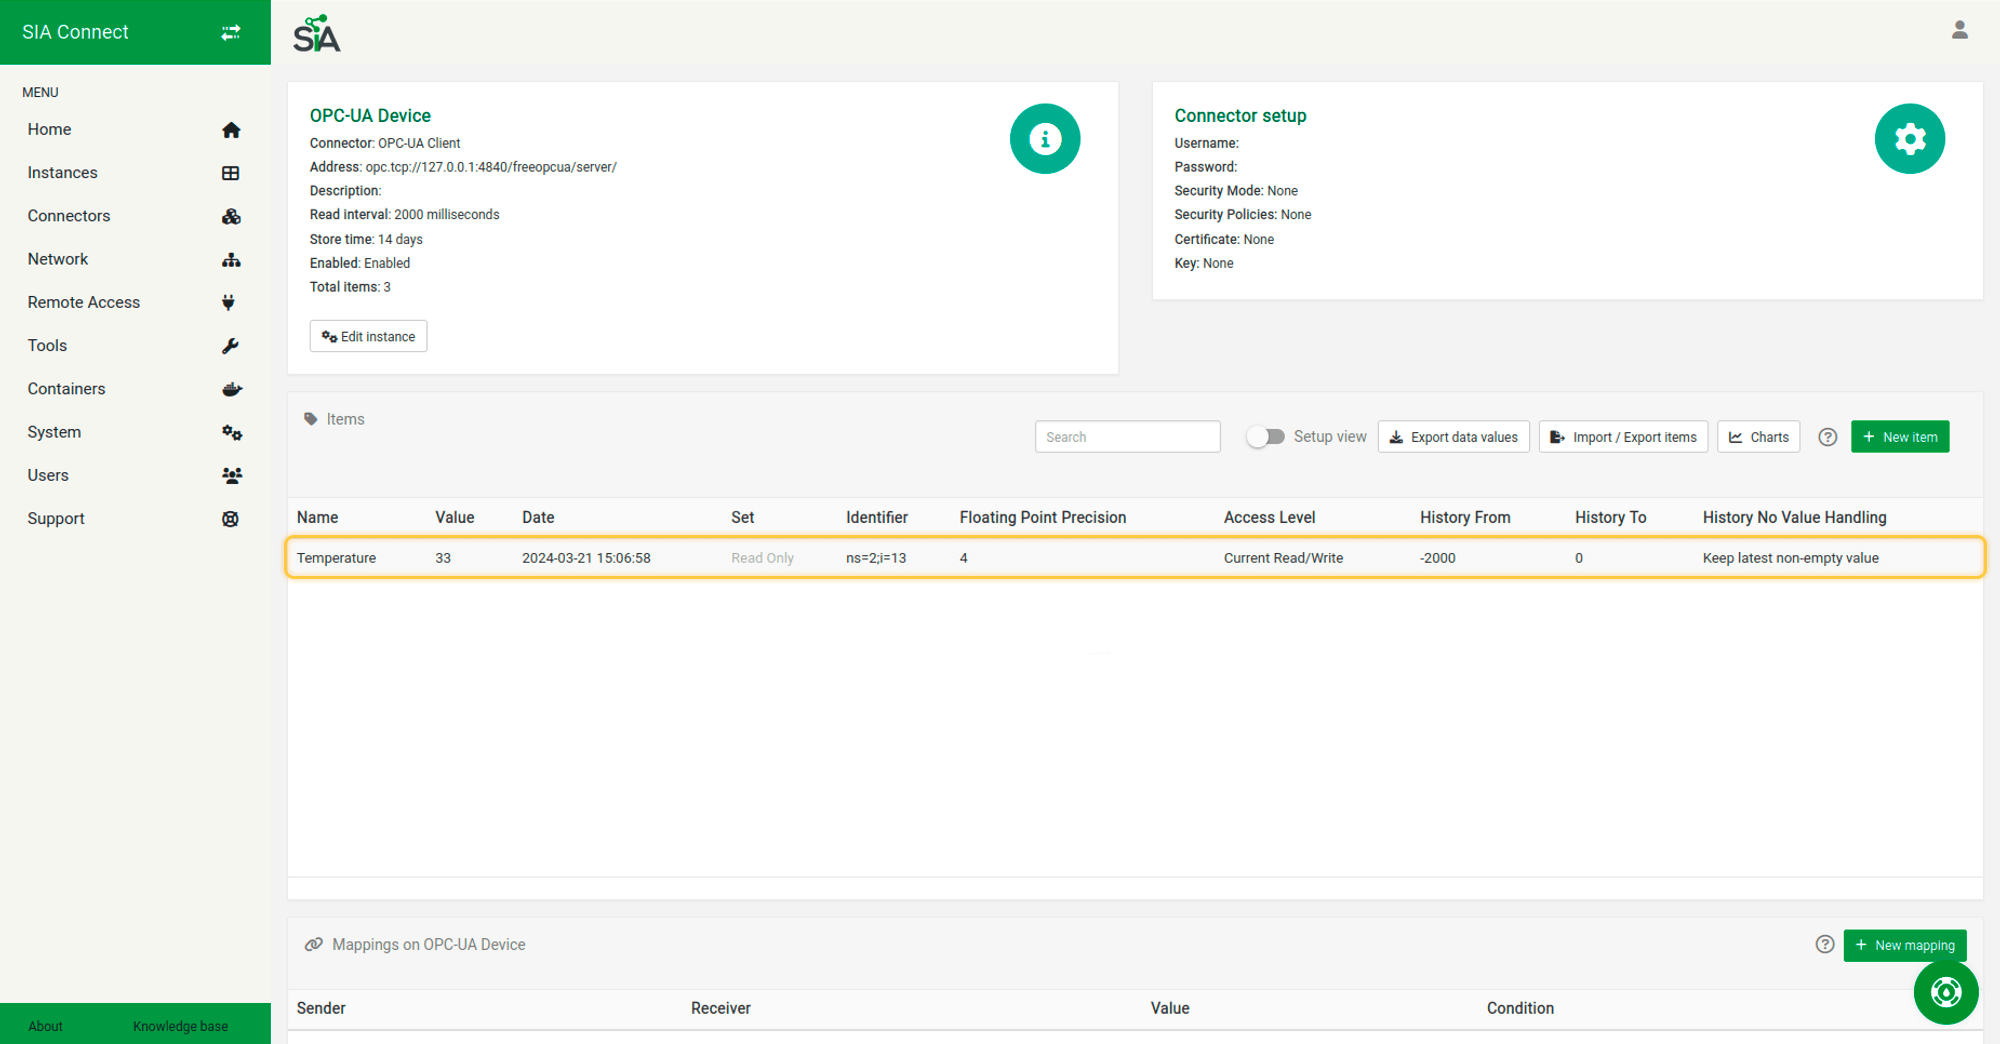 SIA Connect
SiA
MENU
Home
Instances
Connectors
Network
Remote Access
Tools
Containers
System
Users
Support
About Knowledge base
OPC-UA Device
Connector: OPC-UA Client
Address: opc.tcp://127.0.0.1:4840/freeopcua/server/
Description:
Read interval: 2000 milliseconds
Store time: 14 days
Enabled: Enabled
Total items: 3
Edit instance
Connector setup
Username:
Password:
Security Mode: None
Security Policies: None
Certificate: None
Key: None
Items
Search Setup view Export data values Import / Export items Charts ? + New item
Name Value Date Set Identifier Floating Point Precision Access Level History From History To History No Value Handling
Temperature 33 2024-03-21 15:06:58 Read Only ns=2;i=13 4 Current Read/Write -2000 0 Keep latest non-empty value
Mappings on OPC-UA Device ? + New mapping
Sender Receiver Value Condition